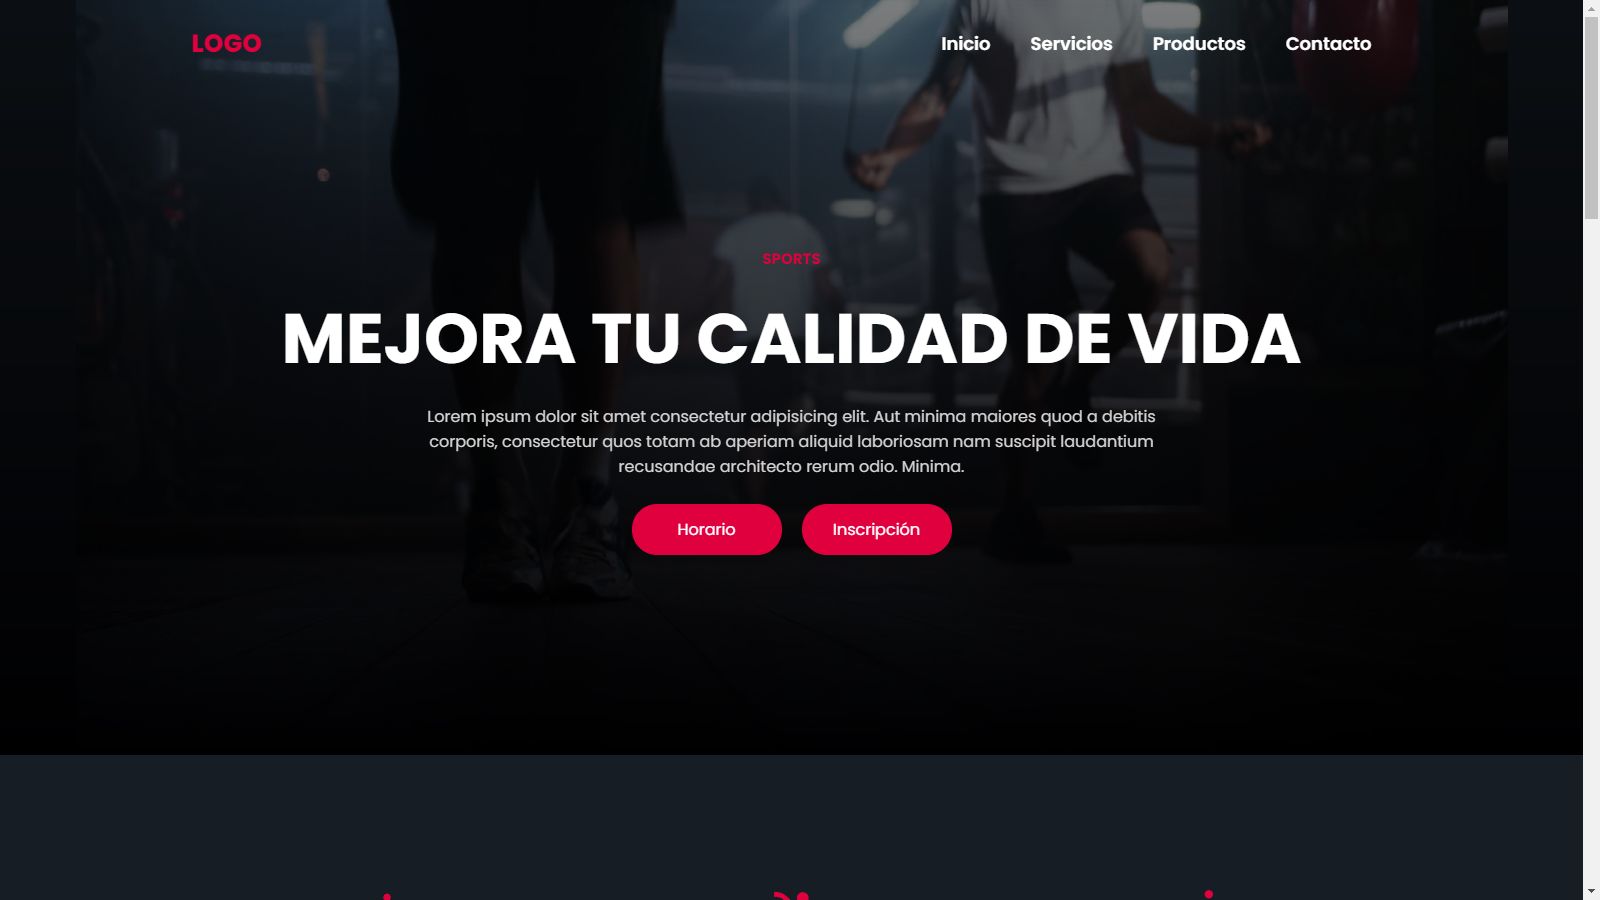 LOGO
Inicio Servicios Productos Contacto
SPORTS
MEJORA TU CALIDAD DE VIDA
Lorem ipsum dolor sit amet consectetur adipisicing elit. Aut minima maiores quod a debitis
corporis, consectetur quos totam ab aperiam aliquid laboriosam nam suscipit laudantium
recusandae architecto rerum odio. Minima.
Horario Inscripción